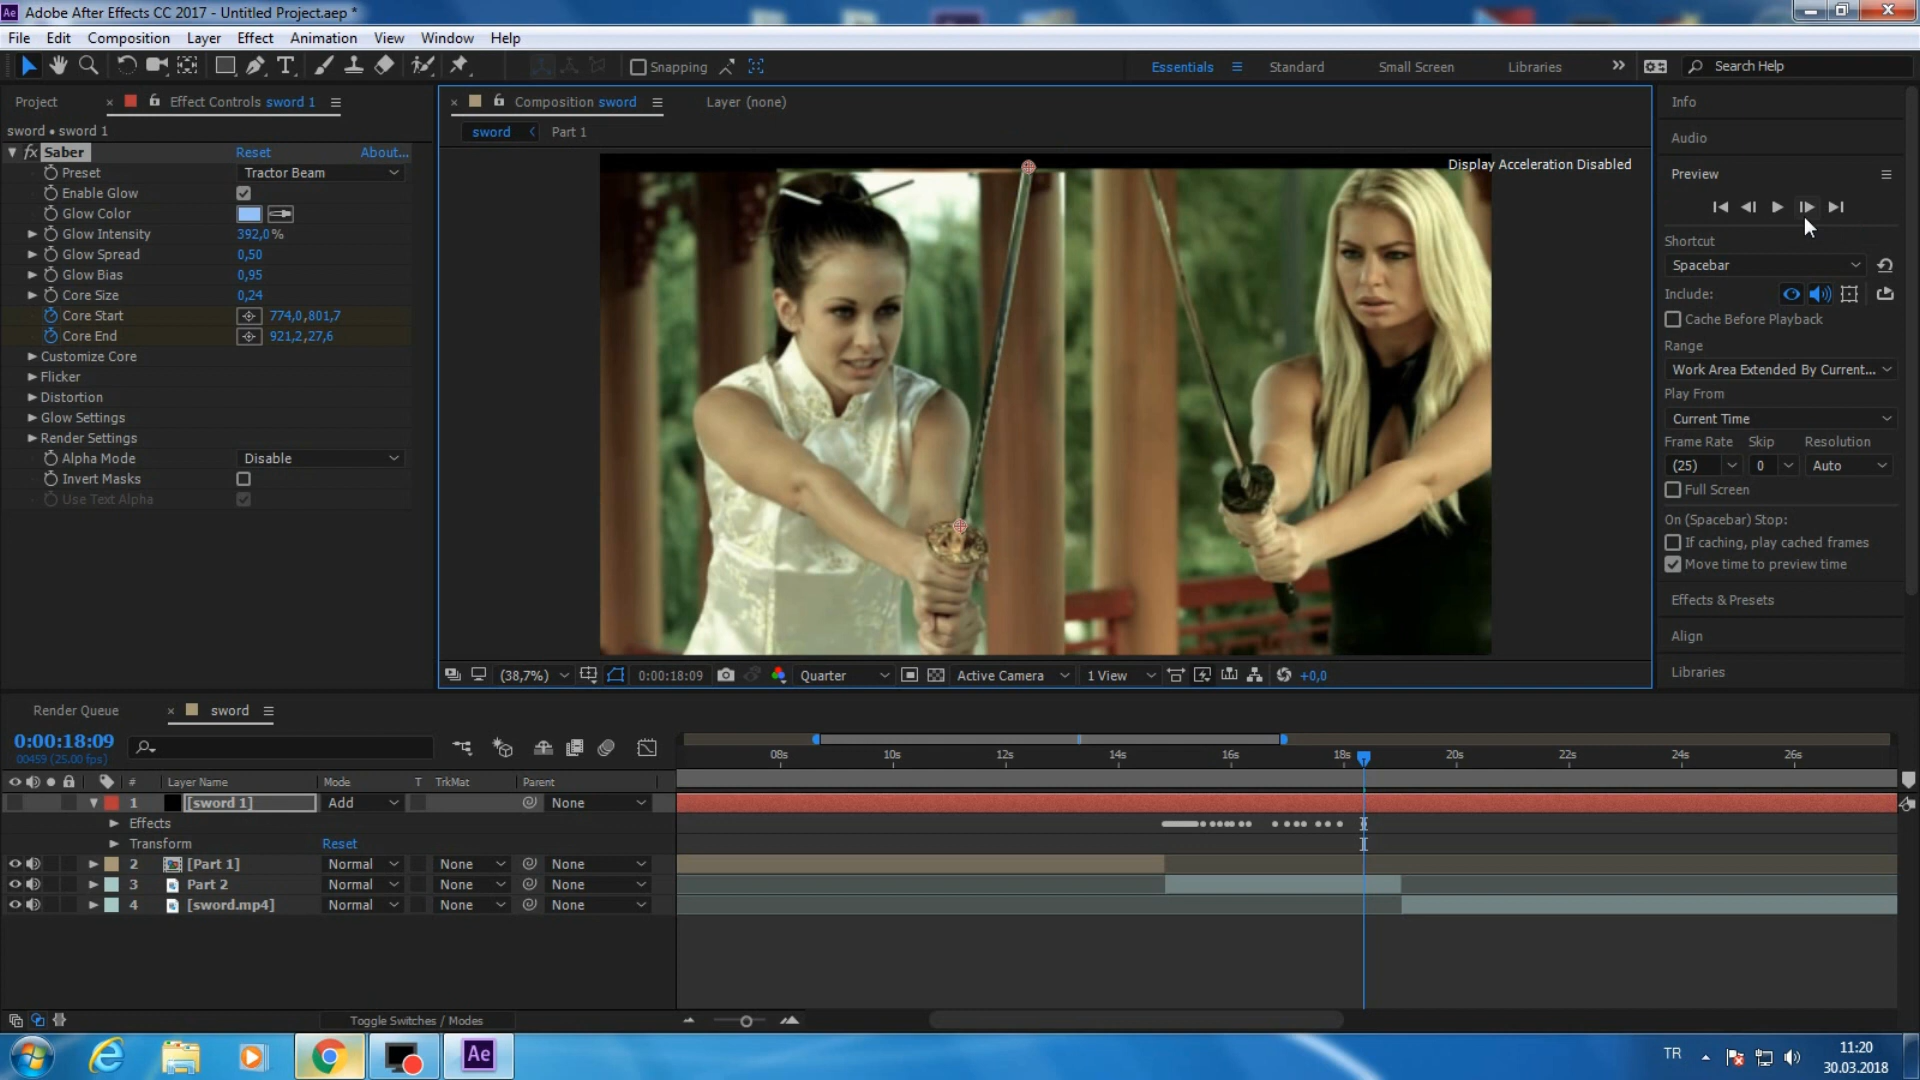 Adobe After Effects CC 2017 - Untitled Project.aep *
File Edit Composition Layer Effect Animation View Window Help
Snapping Essentials Standard Small Screen Libraries Search Help
Project Effect Controls sword 1 Composition sword Layer (none) Info
sword • sword 1 sword Part 1 Audio
fx Saber Reset About... Display Acceleration Disabled Preview
Preset Tractor Beam
Enable Glow
Glow Color
Glow Intensity 392,0 %
Glow Spread 0,50
Glow Bias 0,95
Core Size 0,24
Core Start 774,0,801,7
Core End 921,2,27,6
Customize Core
Flicker
Distortion
Glow Settings
Render Settings
Alpha Mode Disable
Invert Masks
Use Text Alpha
Shortcut
Spacebar
Include:
Cache Before Playback
Range
Work Area Extended By Current...
Play From
Current Time
Frame Rate Skip Resolution
(25) 0 Auto
Full Screen
On (Spacebar) Stop:
If caching, play cached frames
Move time to preview time
Effects & Presets
Align
Libraries
(38,7%) 0:00:18:09 Quarter Active Camera 1 View +0,0
Render Queue sword
0:00:18:09
00459 (25.00 fps)
08s 10s 12s 14s 16s 18s 20s 22s 24s 26s
# Layer Name Mode T TrkMat Parent
1 [sword 1] Add None
Effects
Transform Reset
2 [Part 1] Normal None None
3 Part 2 Normal None None
4 [sword.mp4] Normal None None
Toggle Switches / Modes
Ae
TR 11:20
30.03.2018